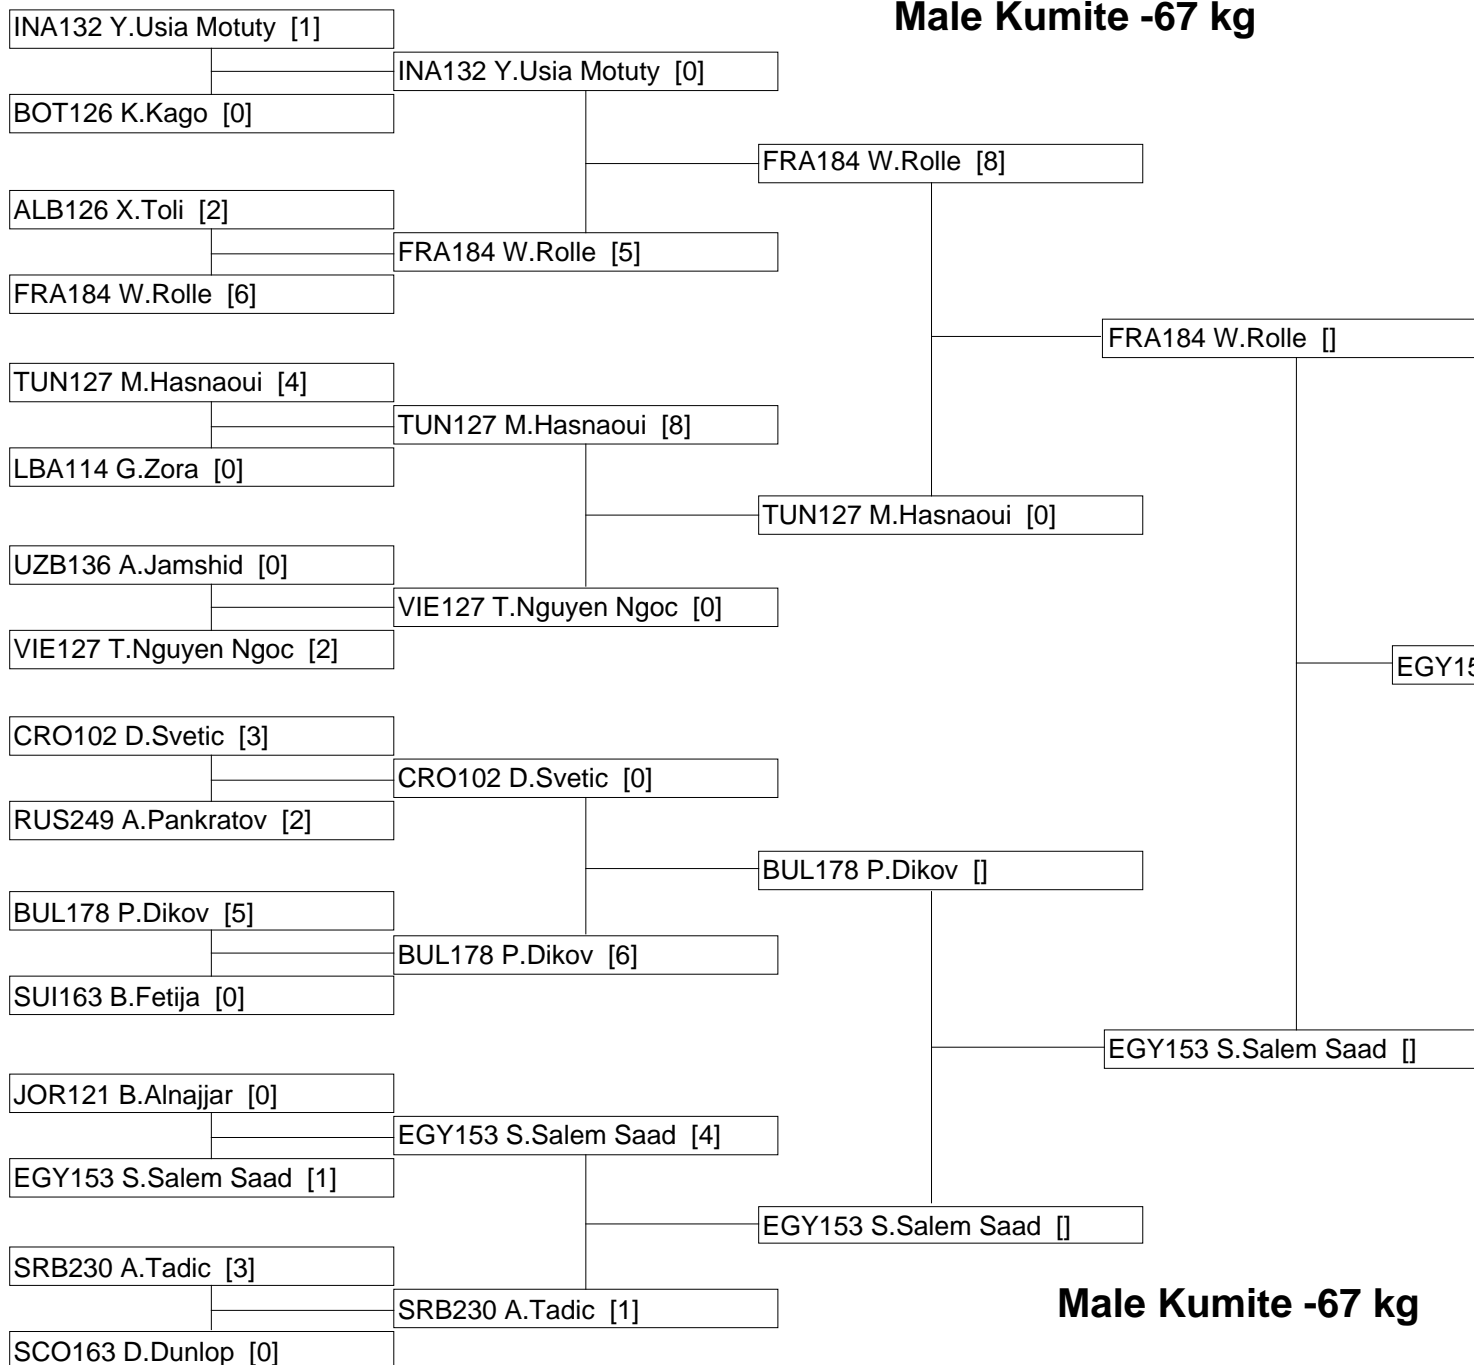 Male Kumite -67 kg
INA132 Y.Usia Motuty [1]
BOT126 K.Kago [0]
ALB126 X.Toli [2]
FRA184 W.Rolle [6]
TUN127 M.Hasnaoui [4]
LBA114 G.Zora [0]
UZB136 A.Jamshid [0]
VIE127 T.Nguyen Ngoc [2]
CRO102 D.Svetic [3]
RUS249 A.Pankratov [2]
BUL178 P.Dikov [5]
SUI163 B.Fetija [0]
JOR121 B.Alnajjar [0]
EGY153 S.Salem Saad [1]
SRB230 A.Tadic [3]
SCO163 D.Dunlop [0]
INA132 Y.Usia Motuty [0]
FRA184 W.Rolle [5]
TUN127 M.Hasnaoui [8]
VIE127 T.Nguyen Ngoc [0]
CRO102 D.Svetic [0]
BUL178 P.Dikov [6]
EGY153 S.Salem Saad [4]
SRB230 A.Tadic [1]
FRA184 W.Rolle [8]
TUN127 M.Hasnaoui [0]
BUL178 P.Dikov []
EGY153 S.Salem Saad []
FRA184 W.Rolle []
EGY153 S.Salem Saad []
Male Kumite -67 kg